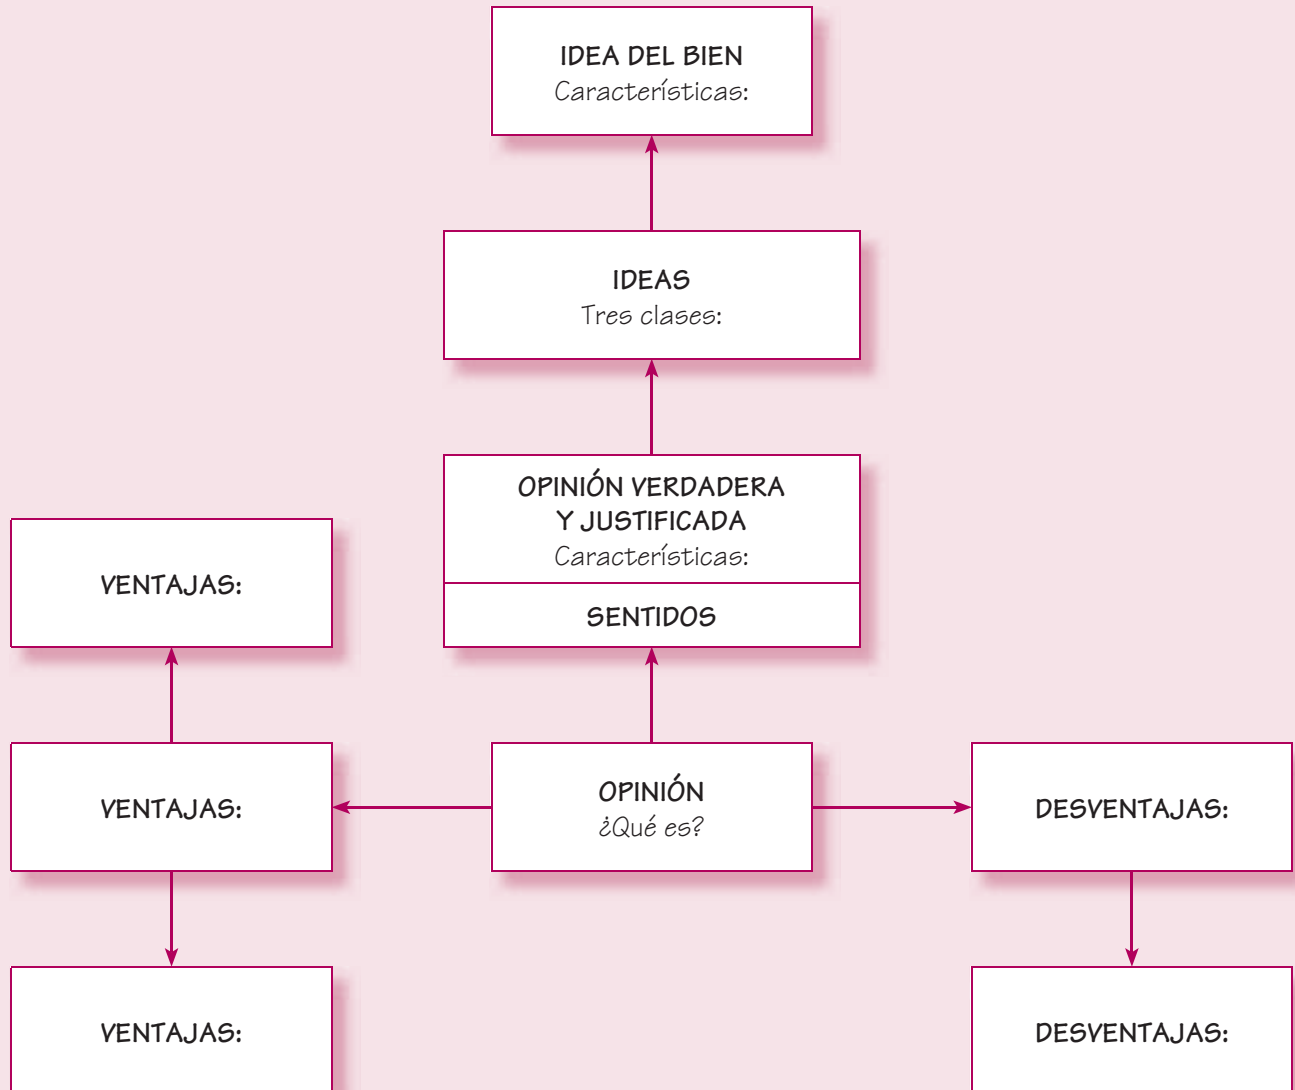 IDEA DEL BIEN
Características:
IDEAS
Tres clases:
OPINIÓN VERDADERA
Y JUSTIFICADA
Características:
SENTIDOS
VENTAJAS:
VENTAJAS:
OPINIÓN
¿Qué es?
DESVENTAJAS:
VENTAJAS:
DESVENTAJAS: